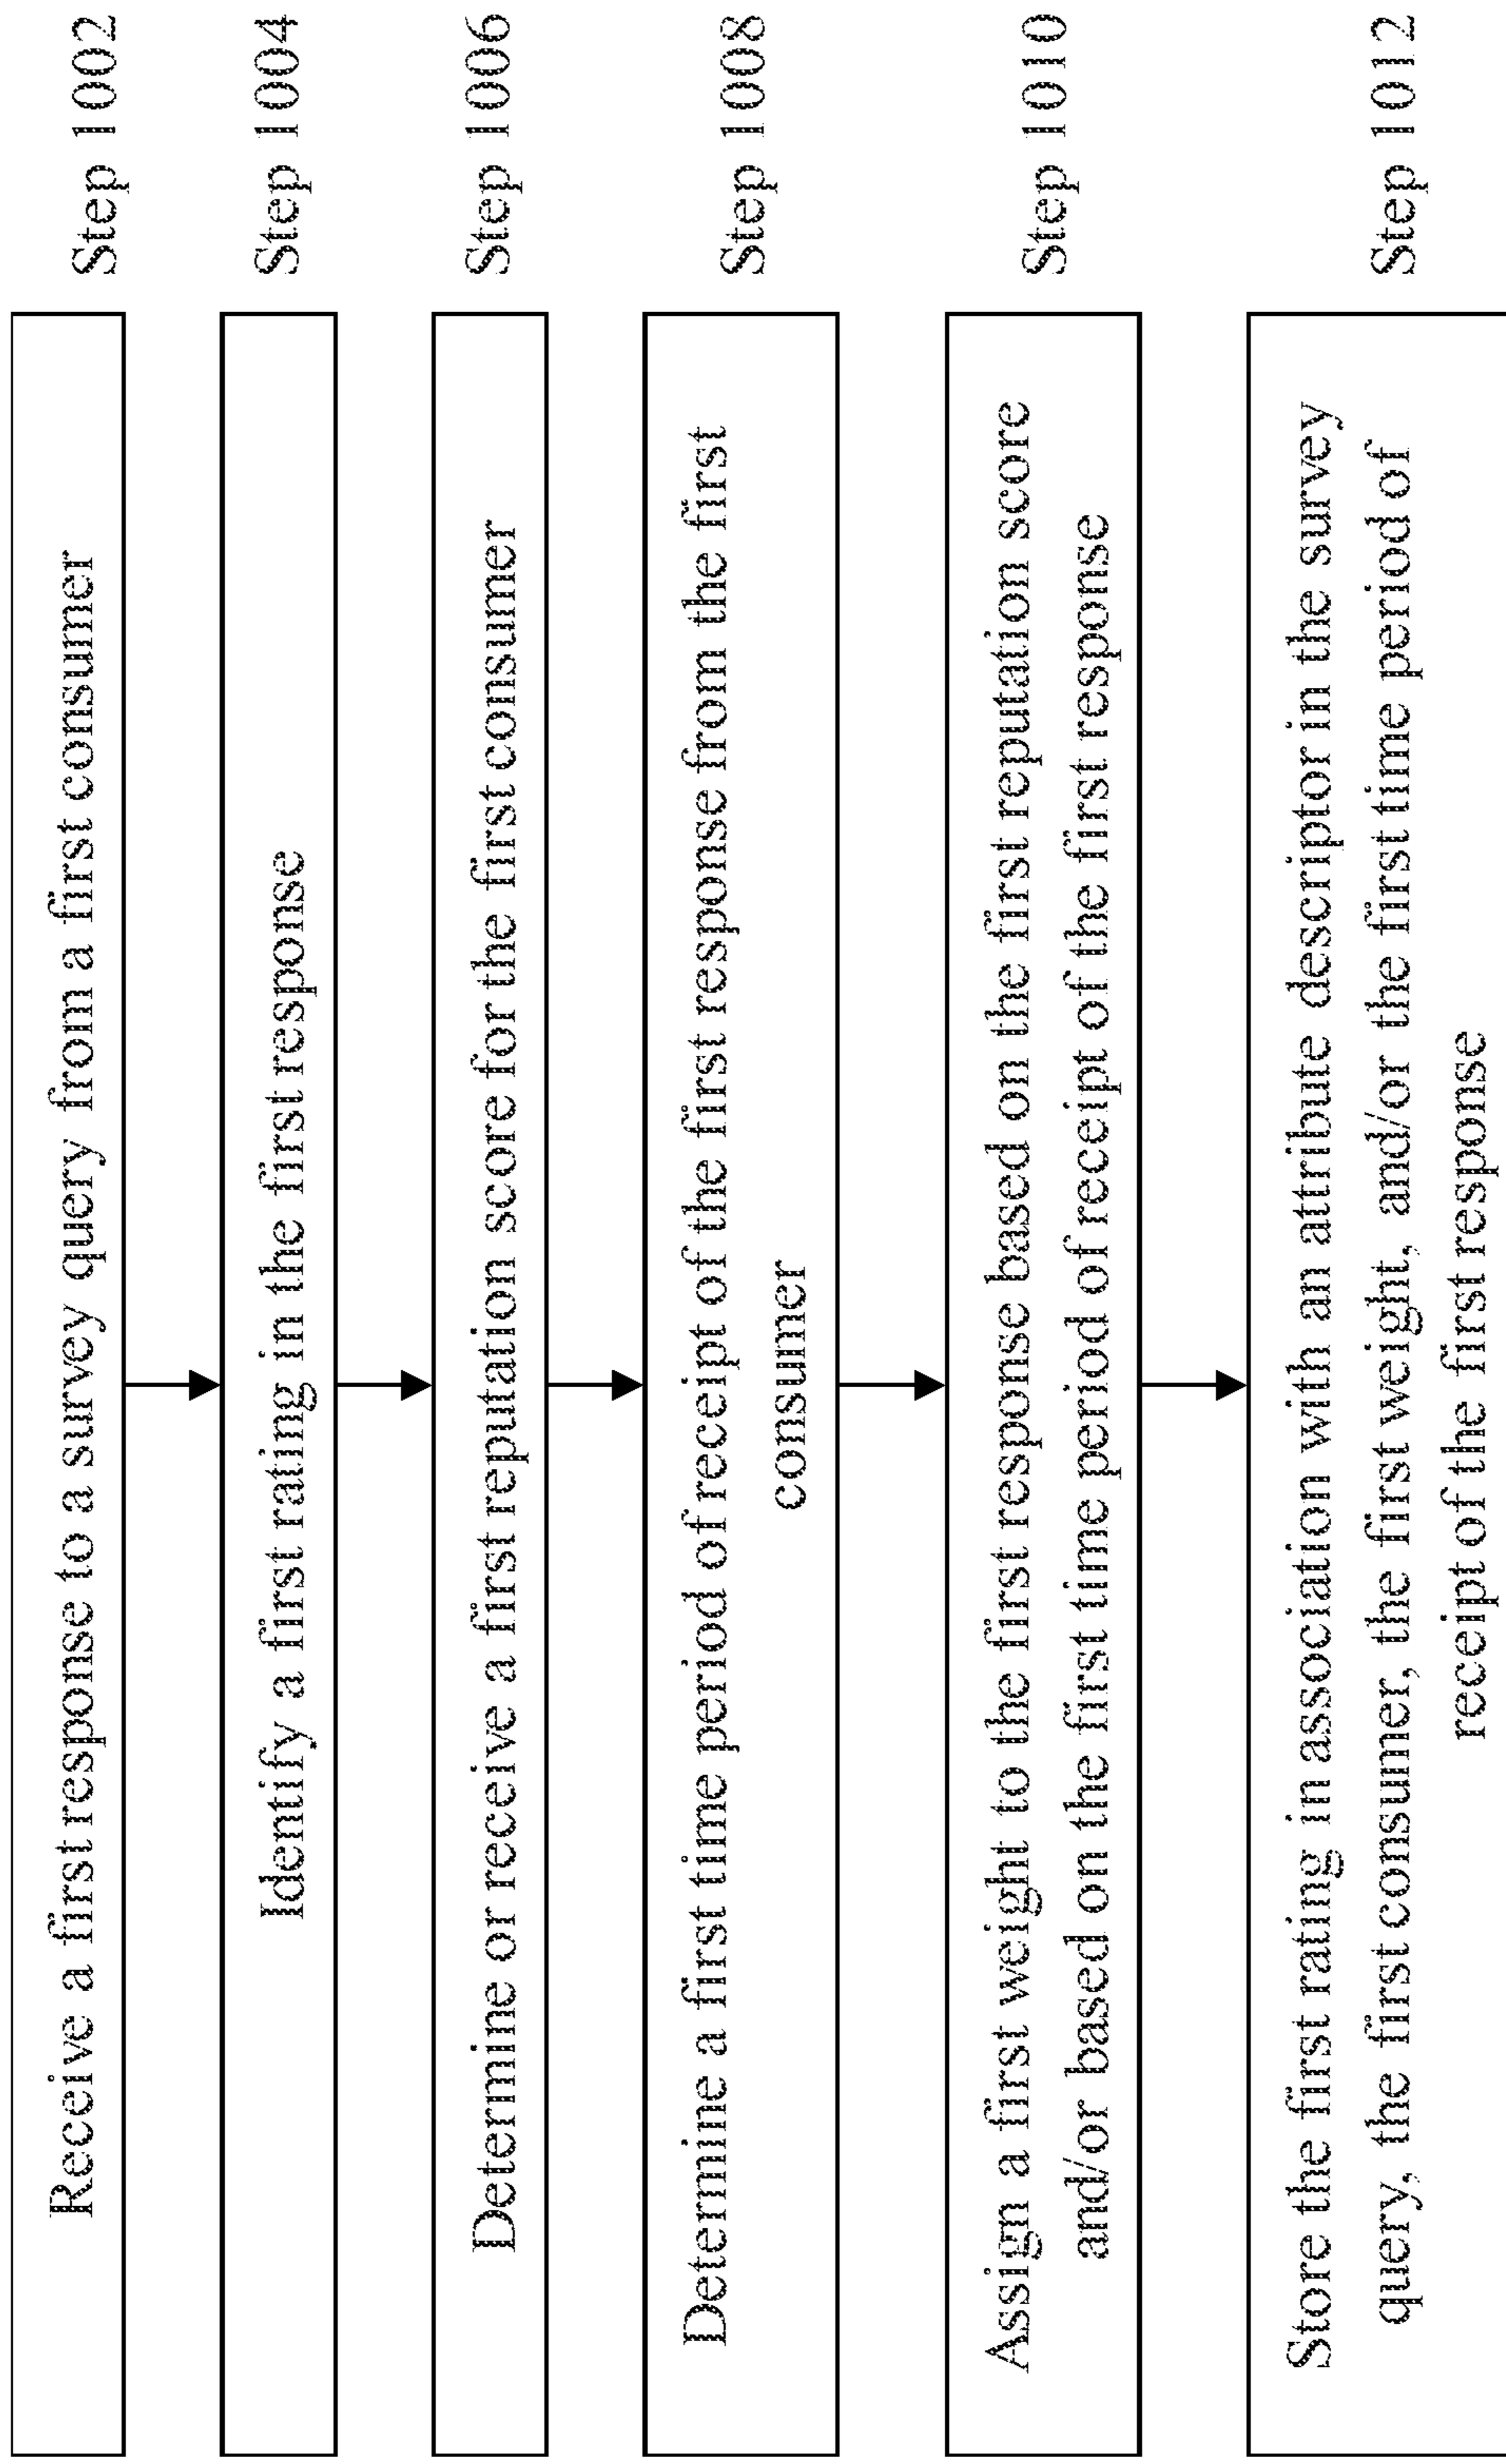 Receive a first response to a survey query from a first consumer
Step 1002
Identify a first rating in the first response
Step 1004
Determine or receive a first reputation score for the first consumer
Step 1006
Determine a first time period of receipt of the first response from the first
consumer
Step 1008
Assign a first weight to the first response based on the first reputation score
and/or based on the first time period of receipt of the first response
Step 1010
Store the first rating in association with an attribute descriptor in the survey
query, the first consumer, the first weight, and/or the first time period of
receipt of the first response
Step 1012